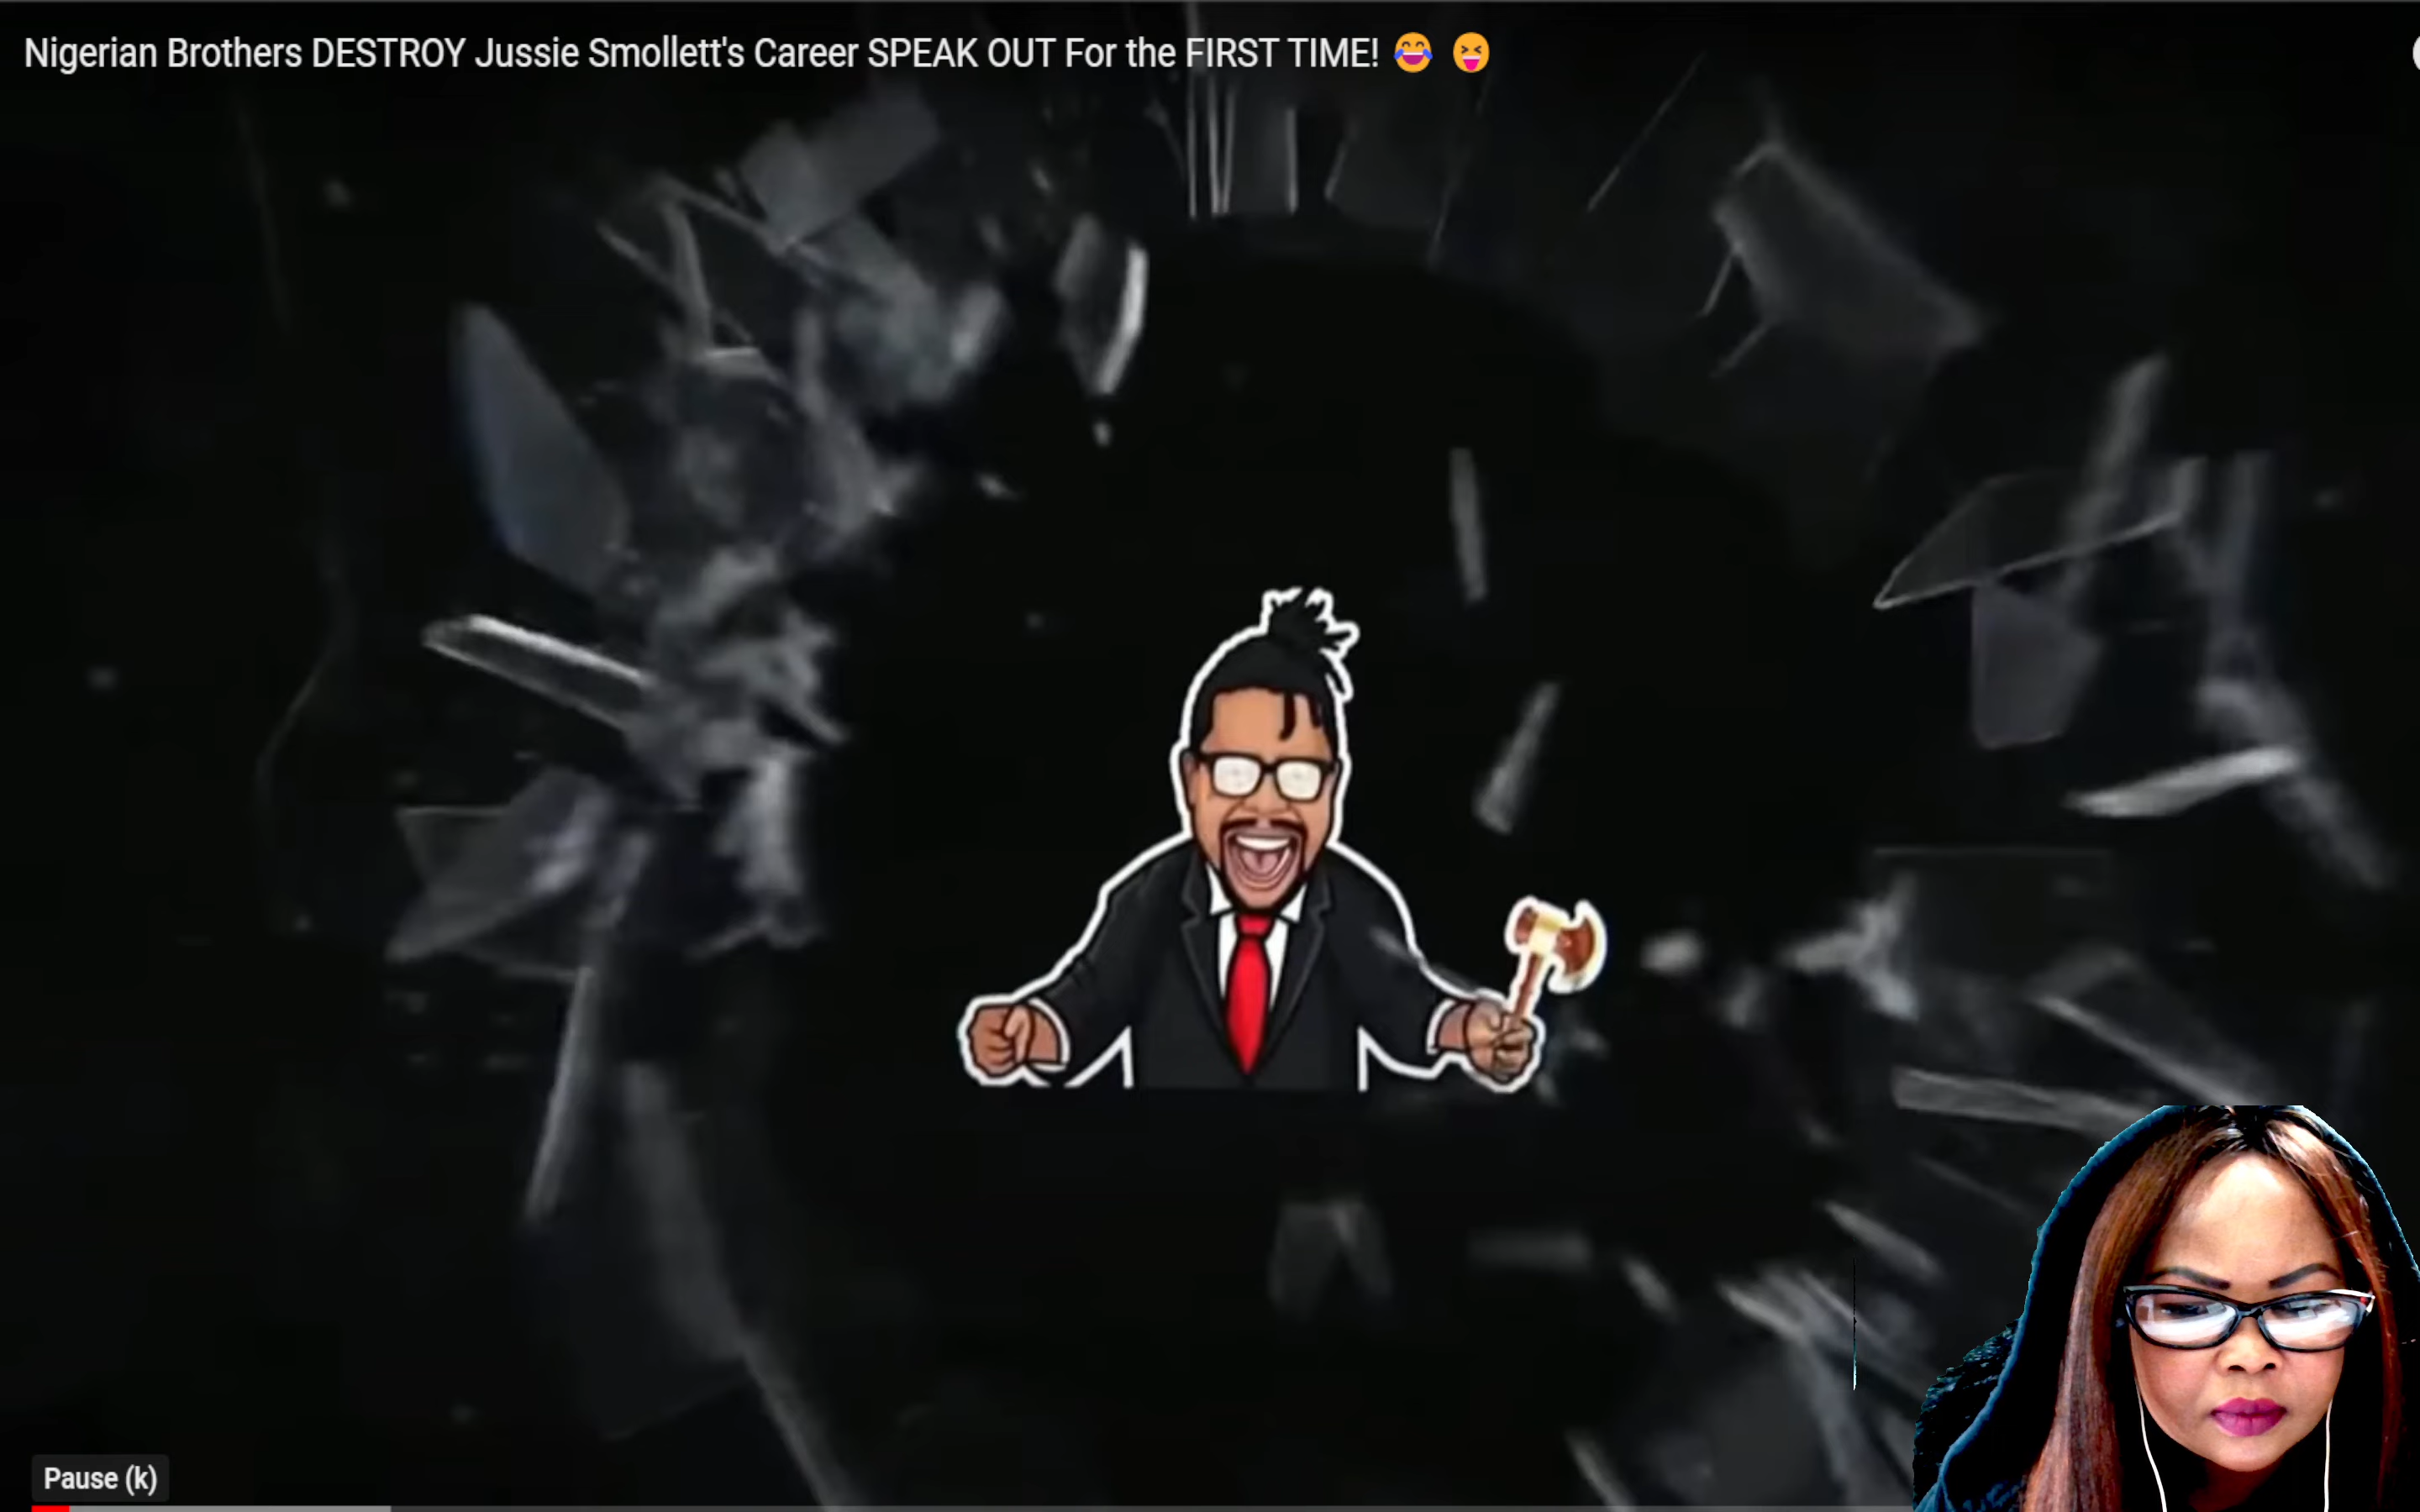 Nigerian Brothers DESTROY Jussie Smollett's Career SPEAK OUT For the FIRST TIME! 😂 😝
Pause (k)